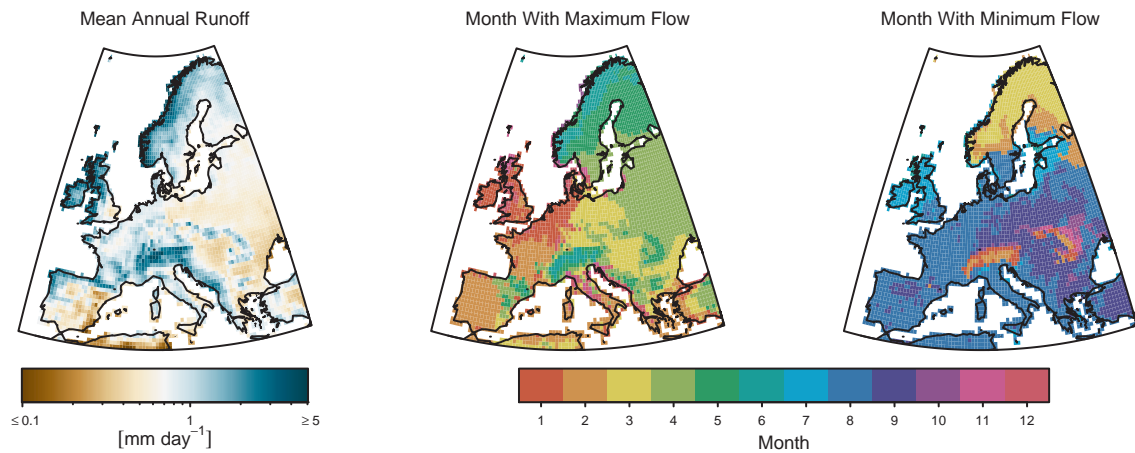 Mean Annual Runoff
Month With Maximum Flow
Month With Minimum Flow
≤ 0.1 1 ≥ 5
[mm day⁻¹]
1 2 3 4 5 6 7 8 9 10 11 12
Month